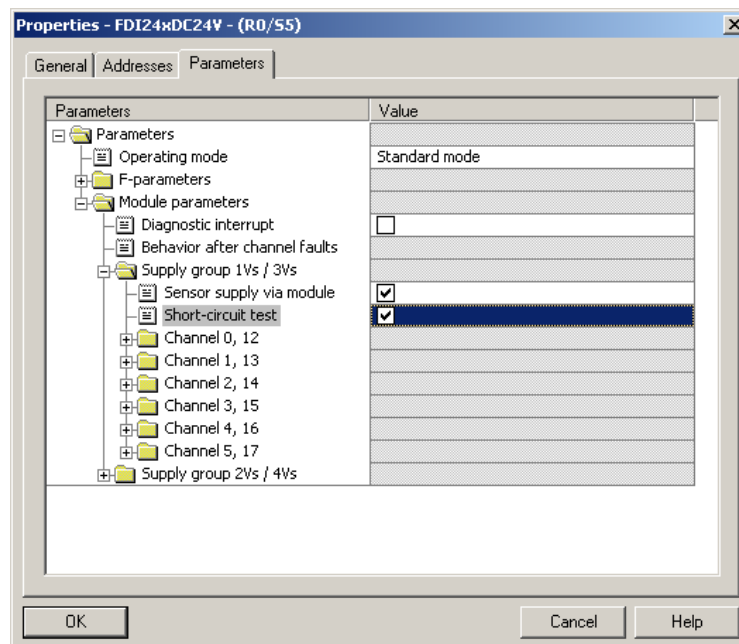 Properties - FDI24xDC24V - (R0/S5)
General Addresses Parameters
Parameters Value
Parameters
Operating mode Standard mode
F-parameters
Module parameters
Diagnostic interrupt
Behavior after channel faults
Supply group 1Vs / 3Vs
Sensor supply via module
Short-circuit test
Channel 0, 12
Channel 1, 13
Channel 2, 14
Channel 3, 15
Channel 4, 16
Channel 5, 17
Supply group 2Vs / 4Vs
OK Cancel Help